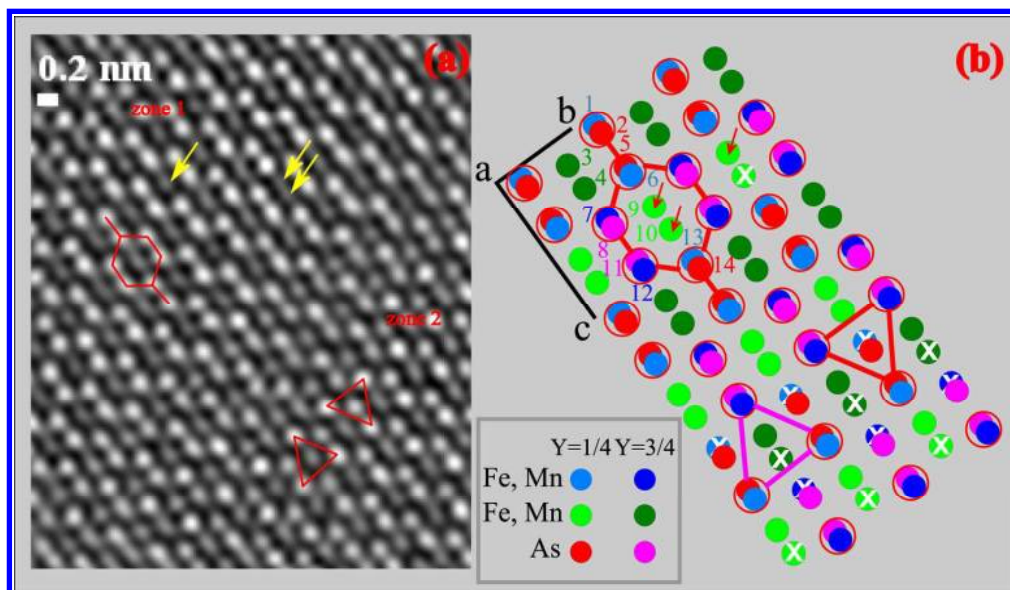 (a)
0.2 nm
zone 1
zone 2
(b)
b
1
2
5
3
4
6
a
9
7
10
13
8
11
14
12
c
X
X
X
X
X
X
X
X
X
X
X
X
X
X
Y=1/4 Y=3/4
Fe, Mn
Fe, Mn
As